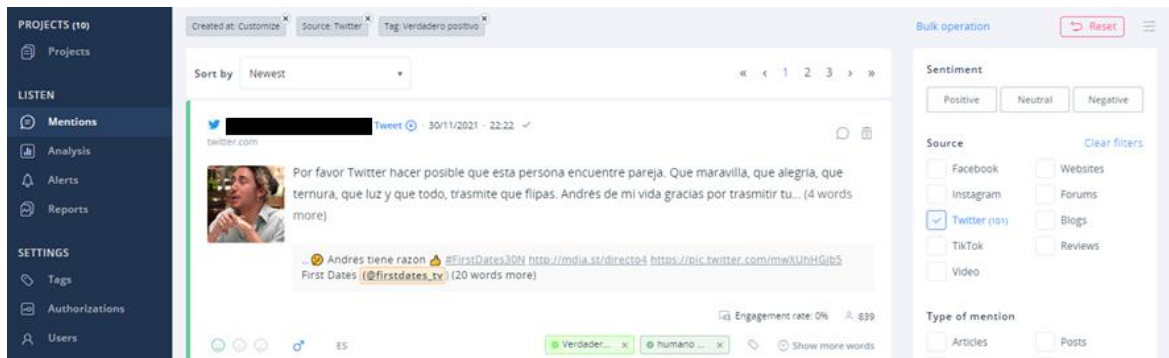 PROJECTS (10)
Projects
LISTEN
Mentions
Analysis
Alerts
Reports
SETTINGS
Tags
Authorizations
Users
Created at: Customize x Source: Twitter x Tag: Verdadero positivo x
Sort by Newest
« ‹ 1 2 3 › »
Tweet · 30/11/2021 · 22:22
twitter.com
Por favor Twitter hacer posible que esta persona encuentre pareja. Que maravilla, que alegria, que
ternura, que luz y que todo, trasmite que flipas. Andrés de mi vida gracias por trasmitir tu... (4 words
more)
... 😕 Andres tiene razon 👍 #FirstDates30N http://mdia.st/directo4 https://pic.twitter.com/mwXUhHGjb5
First Dates (@firstdates_tv) (20 words more)
Engagement rate: 0% 839
ES
Verdader... x humano ... x Show more words
Bulk operation Reset
Sentiment
Positive Neutral Negative
Source Clear filters
Facebook Websites
Instagram Forums
Twitter (101) Blogs
TikTok Reviews
Video
Type of mention
Articles Posts